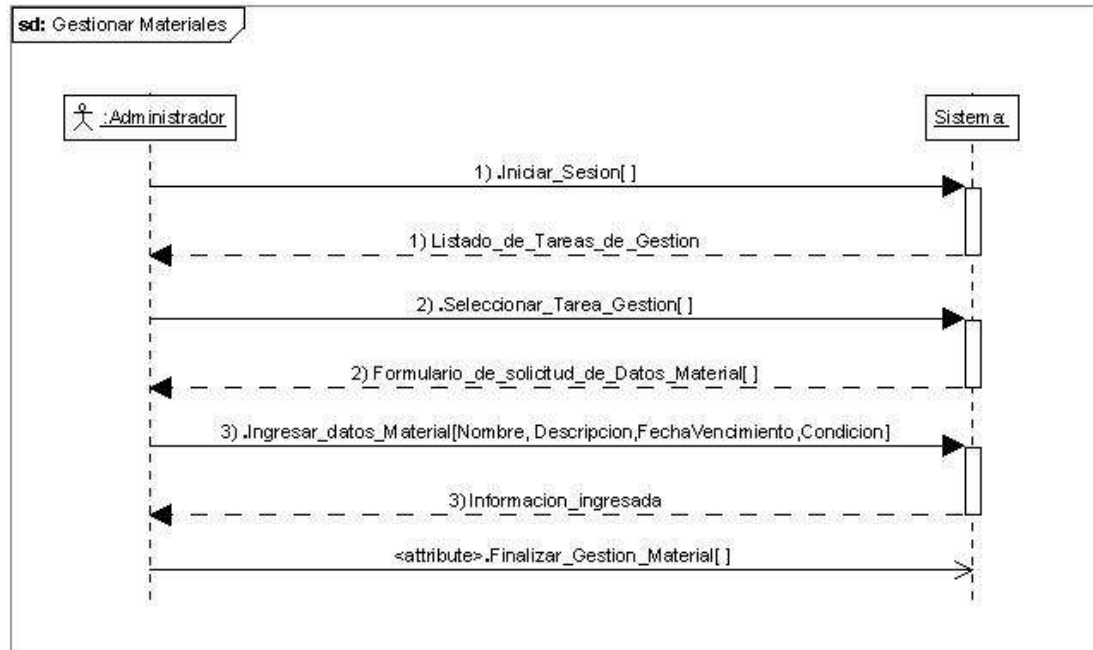 sd: Gestionar Materiales
:Administrador
Sistema:
1) .Iniciar_Sesion[ ]
1) Listado_de_Tareas_de_Gestion
2) .Seleccionar_Tarea_Gestion[ ]
2) Formulario_de_solicitud_de_Datos_Material[ ]
3) .Ingresar_datos_Material[Nombre, Descripcion,FechaVencimiento,Condicion]
3) Informacion_ingresada
<attribute>.Finalizar_Gestion_Material[ ]